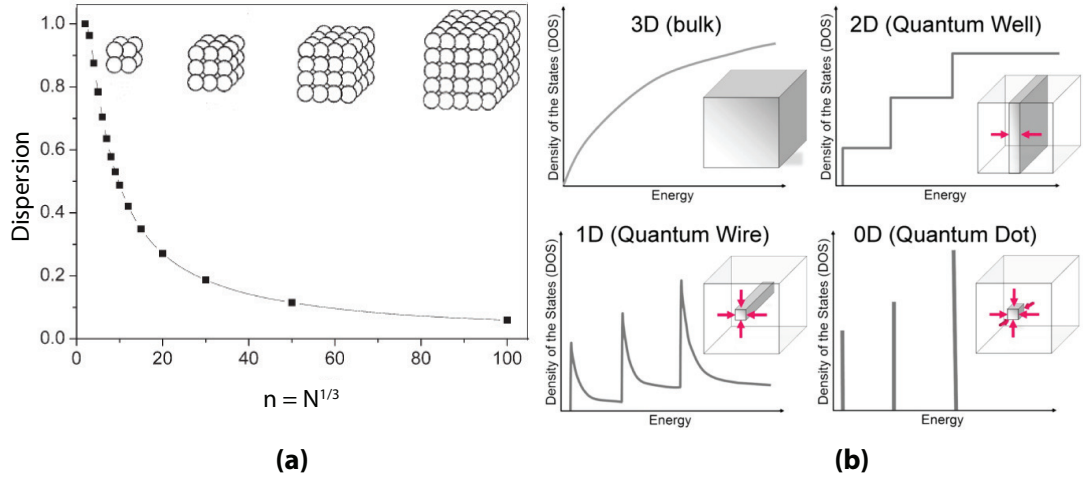 1.0
0.8
0.6
0.4
0.2
0.0
Dispersion
0 20 40 60 80 100
n = N1/3
(a)
3D (bulk)
Density of the States (DOS)
Energy
2D (Quantum Well)
Density of the States (DOS)
Energy
1D (Quantum Wire)
Density of the States (DOS)
Energy
0D (Quantum Dot)
Density of the States (DOS)
Energy
(b)